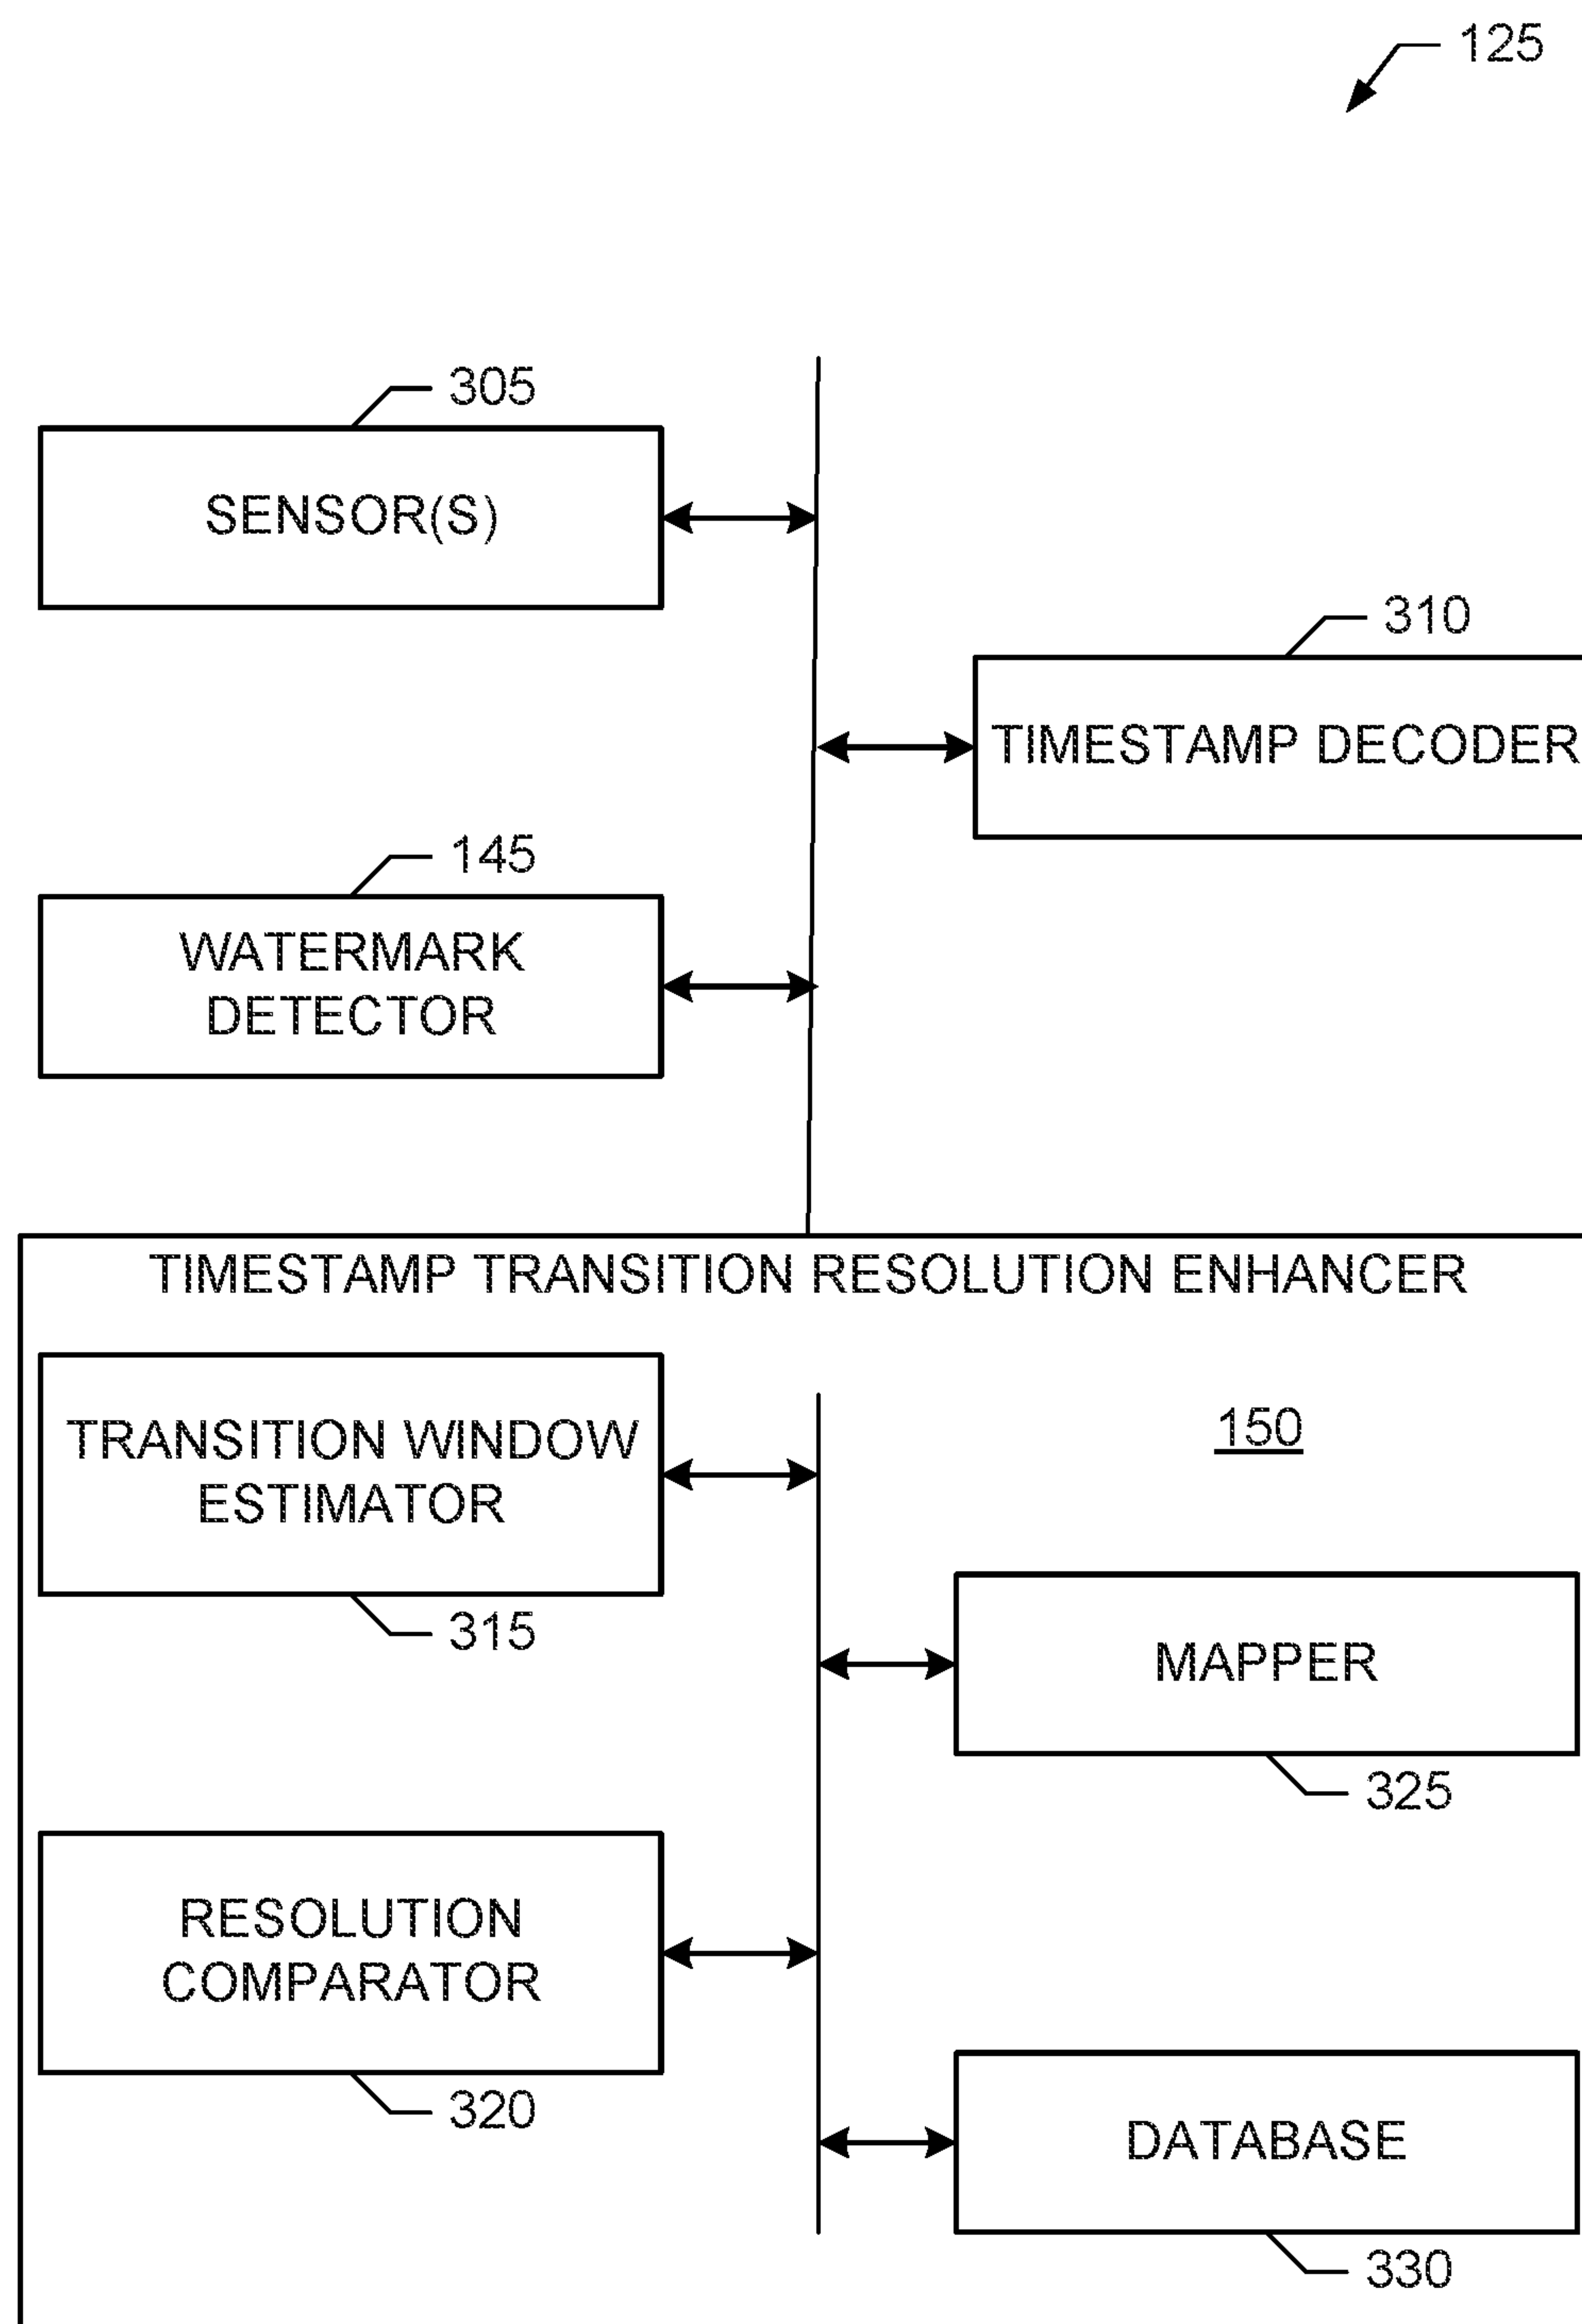 125
305
SENSOR(S)
310
TIMESTAMP DECODER
145
WATERMARK
DETECTOR
TIMESTAMP TRANSITION RESOLUTION ENHANCER
TRANSITION WINDOW
ESTIMATOR
315
150
MAPPER
325
RESOLUTION
COMPARATOR
320
DATABASE
330